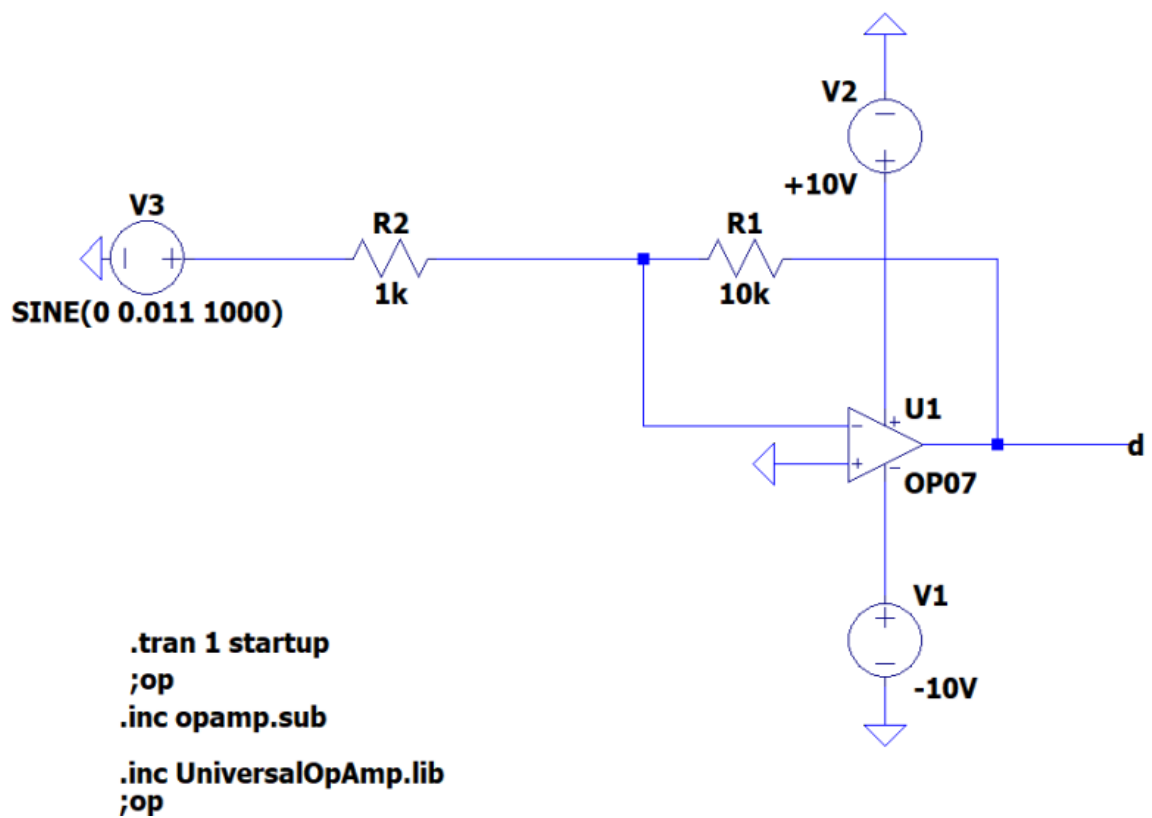 V2
+10V
V3
R2
R1
1k
10k
SINE(0 0.011 1000)
U1
d
OP07
V1
-10V
.tran 1 startup
;op
.inc opamp.sub
.inc UniversalOpAmp.lib
;op